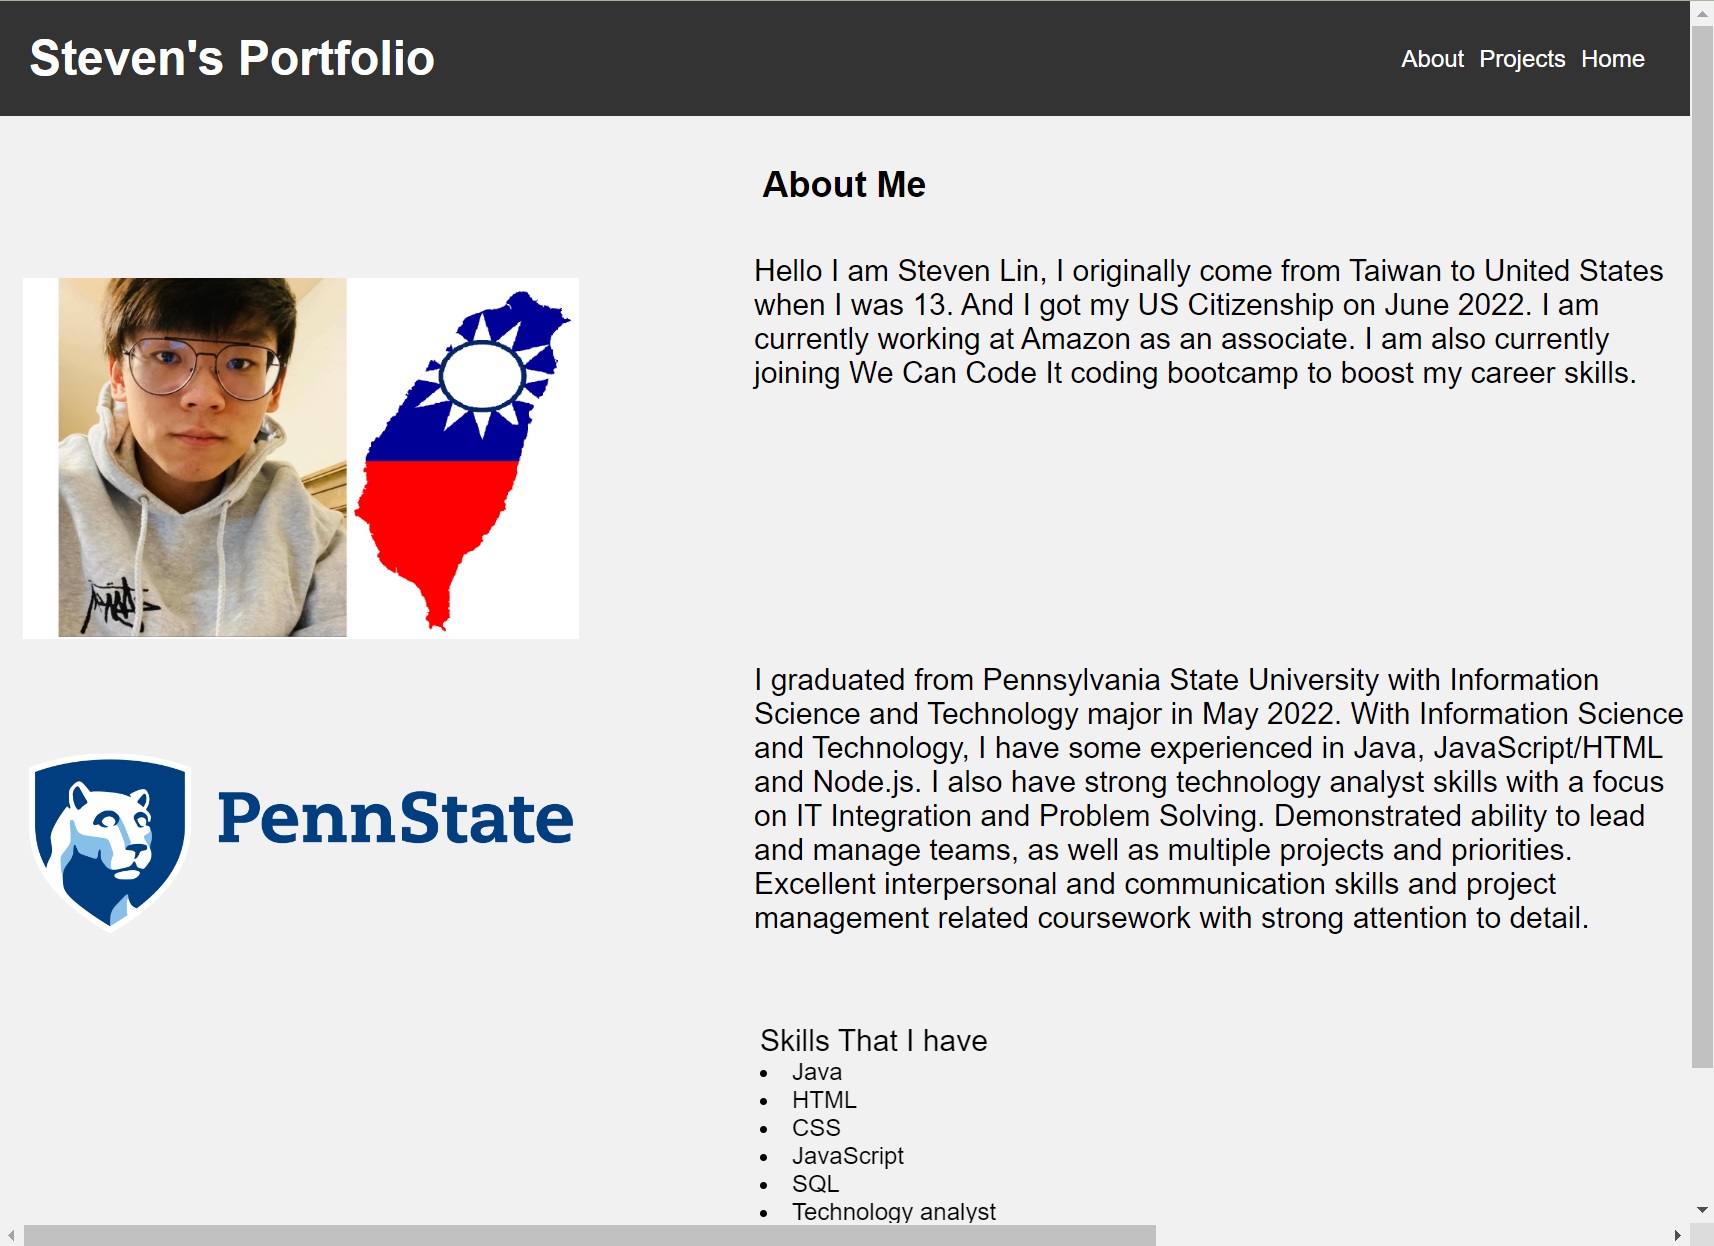 Steven's Portfolio
About Projects Home
About Me
Hello I am Steven Lin, I originally come from Taiwan to United States
when I was 13. And I got my US Citizenship on June 2022. I am
currently working at Amazon as an associate. I am also currently
joining We Can Code It coding bootcamp to boost my career skills.
I graduated from Pennsylvania State University with Information
Science and Technology major in May 2022. With Information Science
and Technology, I have some experienced in Java, JavaScript/HTML
and Node.js. I also have strong technology analyst skills with a focus
on IT Integration and Problem Solving. Demonstrated ability to lead
and manage teams, as well as multiple projects and priorities.
Excellent interpersonal and communication skills and project
management related coursework with strong attention to detail.
PennState
Skills That I have
Java
HTML
CSS
JavaScript
SQL
Technology analyst